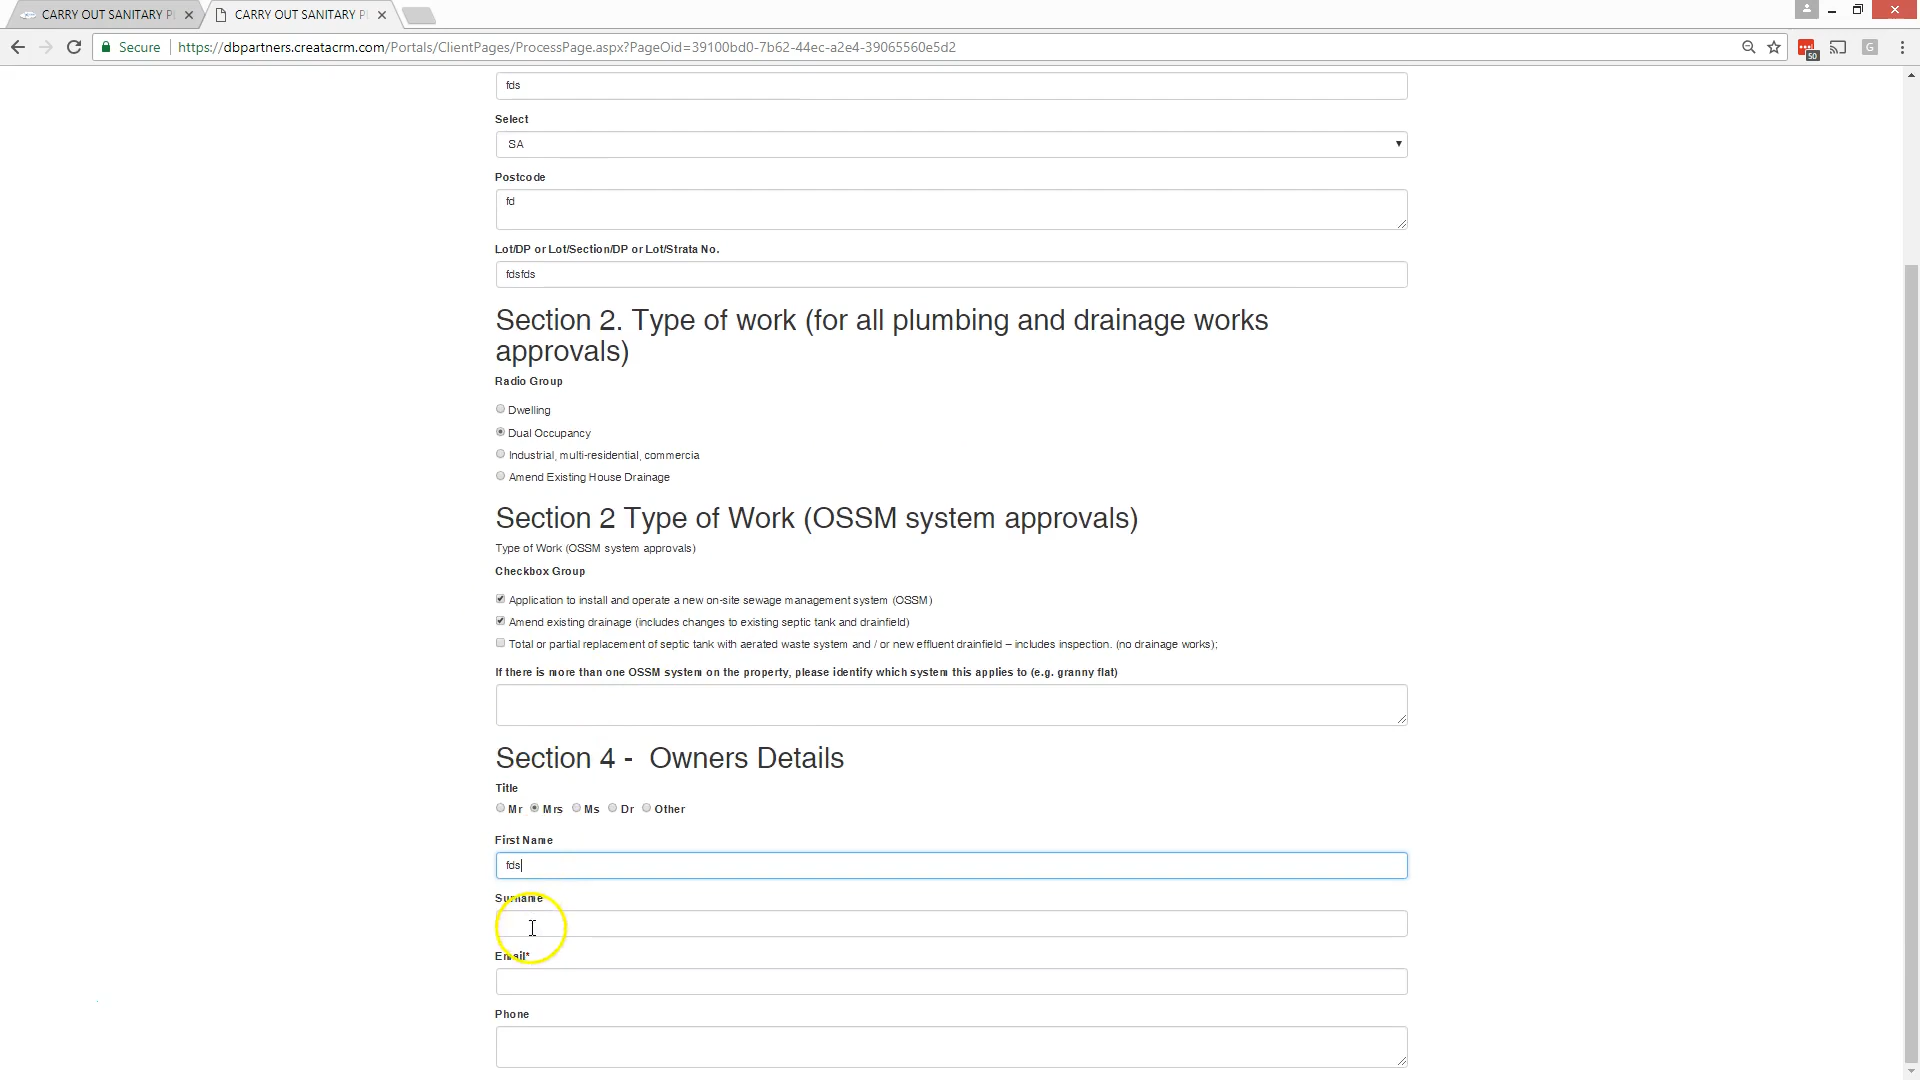 CARRY OUT SANITARY P
CARRY OUT SANITARY P
Secure
https://dbpartners.creatacrm.com/Portals/ClientPages/ProcessPage.aspx?PageOid=39100bd0-7b62-44ec-a2e4-39065560e5d2
50
G
fds
Select
SA
Postcode
fd
Lot/DP or Lot/Section/DP or Lot/Strata No.
fdsfds
Section 2. Type of work (for all plumbing and drainage works
approvals)
Radio Group
Dwelling
Dual Occupancy
Industrial, multi-residential, commercia
Amend Existing House Drainage
Section 2 Type of Work (OSSM system approvals)
Type of Work (OSSM system approvals)
Checkbox Group
Application to install and operate a new on-site sewage management system (OSSM)
Amend existing drainage (includes changes to existing septic tank and drainfield)
Total or partial replacement of septic tank with aerated waste system and / or new effluent drainfield – includes inspection. (no drainage works);
If there is more than one OSSM system on the property, please identify which system this applies to (e.g. granny flat)
Section 4 - Owners Details
Title
Mr Mrs Ms Dr Other
First Name
fds
Surname
Email*
Phone